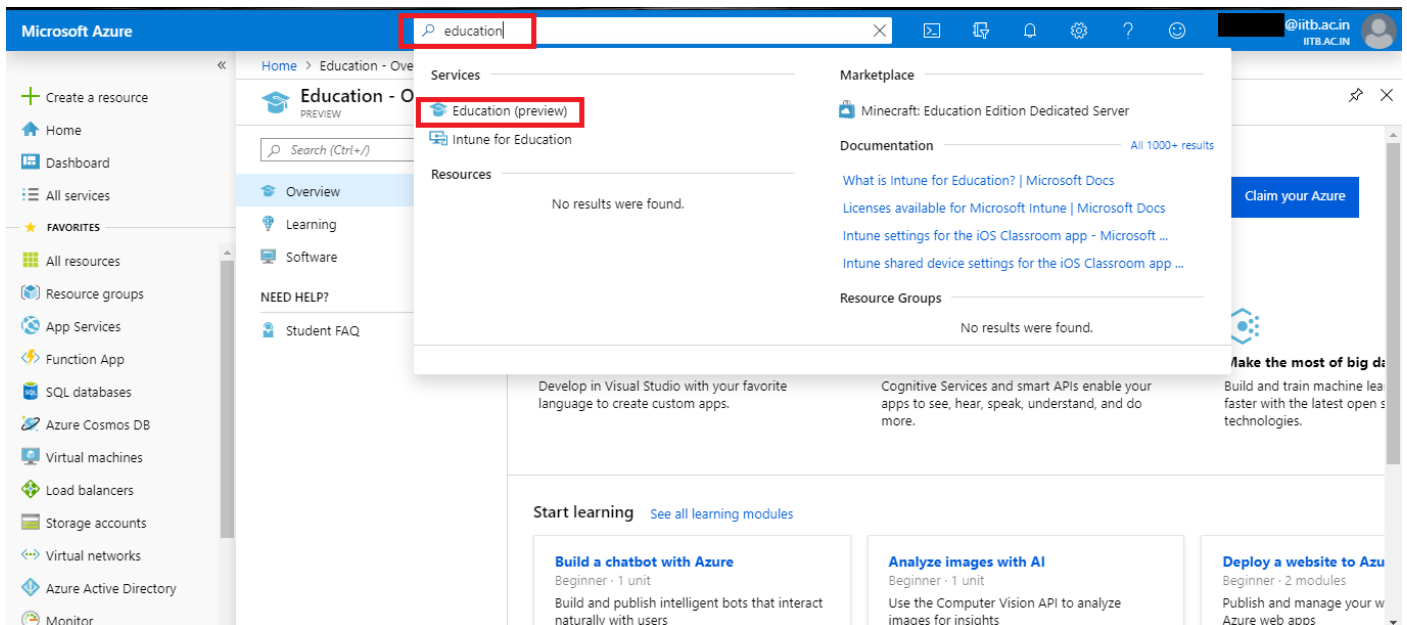 Microsoft Azure
education
@iitb.ac.in
IITB.AC.IN
«
Create a resource
Home
Dashboard
All services
FAVORITES
All resources
Resource groups
App Services
Function App
SQL databases
Azure Cosmos DB
Virtual machines
Load balancers
Storage accounts
Virtual networks
Azure Active Directory
Monitor
Home > Education - Ove
Education - O
PREVIEW
Search (Ctrl+/)
Overview
Learning
Software
NEED HELP?
Student FAQ
Services
Education (preview)
Intune for Education
Resources
No results were found.
Marketplace
Minecraft: Education Edition Dedicated Server
Documentation
All 1000+ results
What is Intune for Education? | Microsoft Docs
Licenses available for Microsoft Intune | Microsoft Docs
Intune settings for the iOS Classroom app - Microsoft ...
Intune shared device settings for the iOS Classroom app ...
Resource Groups
No results were found.
Claim your Azure
Develop in Visual Studio with your favorite
language to create custom apps.
Cognitive Services and smart APIs enable your
apps to see, hear, speak, understand, and do
more.
Make the most of big da
Build and train machine lea
faster with the latest open s
technologies.
Start learning See all learning modules
Build a chatbot with Azure
Beginner · 1 unit
Build and publish intelligent bots that interact
naturally with users
Analyze images with AI
Beginner · 1 unit
Use the Computer Vision API to analyze
images for insights
Deploy a website to Azu
Beginner · 2 modules
Publish and manage your w
Azure web apps